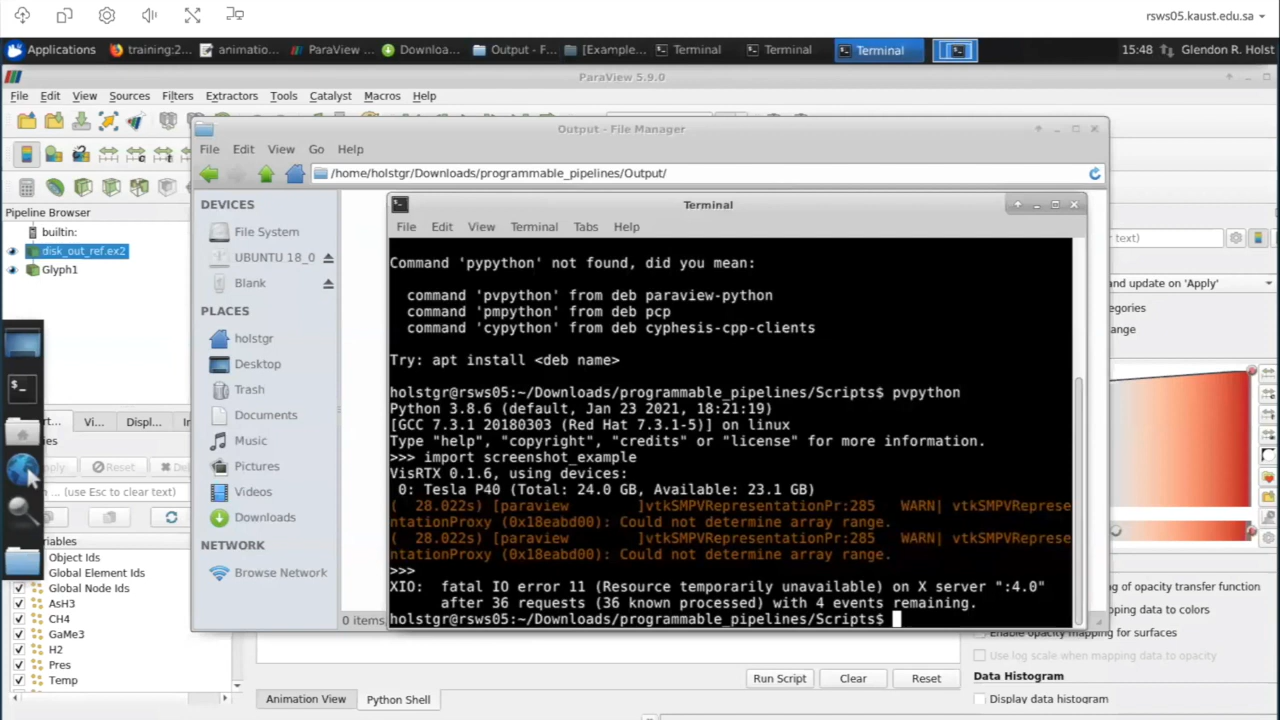 rsws05.kaust.edu.sa
Applications
training:2...
animatio...
ParaView ...
Downloa...
Output - F...
[Example...
Terminal
Terminal
Terminal
15:48
Glendon R. Holst
ParaView 5.9.0
File Edit View Sources Filters Extractors Tools Catalyst Macros Help
Output - File Manager
File Edit View Go Help
/home/holstgr/Downloads/programmable_pipelines/Output/
Pipeline Browser
builtin:
disk_out_ref.ex2
Glyph1
DEVICES
File System
UBUNTU 18_0
Blank
PLACES
holstgr
Desktop
Trash
Documents
Music
Pictures
Videos
Downloads
NETWORK
Browse Network
0 items
Terminal
File Edit View Terminal Tabs Help
Command 'pypython' not found, did you mean:
command 'pvpython' from deb paraview-python
command 'pmpython' from deb pcp
command 'cypython' from deb cyphesis-cpp-clients
Try: apt install <deb name>
holstgr@rsws05:~/Downloads/programmable_pipelines/Scripts$ pvpython
Python 3.8.6 (default, Jan 23 2021, 18:21:19)
[GCC 7.3.1 20180303 (Red Hat 7.3.1-5)] on linux
Type "help", "copyright", "credits" or "license" for more information.
>>> import screenshot_example
VisRTX 0.1.6, using devices:
0: Tesla P40 (Total: 24.0 GB, Available: 23.1 GB)
( 28.022s) [paraview ]vtkSMPVRepresentationPr:285 WARN| vtkSMPVReprese
ntationProxy (0x18eabd00): Could not determine array range.
( 28.022s) [paraview ]vtkSMPVRepresentationPr:285 WARN| vtkSMPVReprese
ntationProxy (0x18eabd00): Could not determine array range.
>>>
XIO: fatal IO error 11 (Resource temporarily unavailable) on X server ":4.0"
after 36 requests (36 known processed) with 4 events remaining.
holstgr@rsws05:~/Downloads/programmable_pipelines/Scripts$
Vi...
Displ...
Reset
(use Esc to clear text)
Object Ids
Global Element Ids
Global Node Ids
AsH3
CH4
GaMe3
H2
Pres
Temp
text)
and update on 'Apply'
egories
ange
ng of opacity transfer function
pping data to colors
Enable opacity mapping for surfaces
Use log scale when mapping data to opacity
Data Histogram
Display data histogram
Run Script
Clear
Reset
Animation View
Python Shell